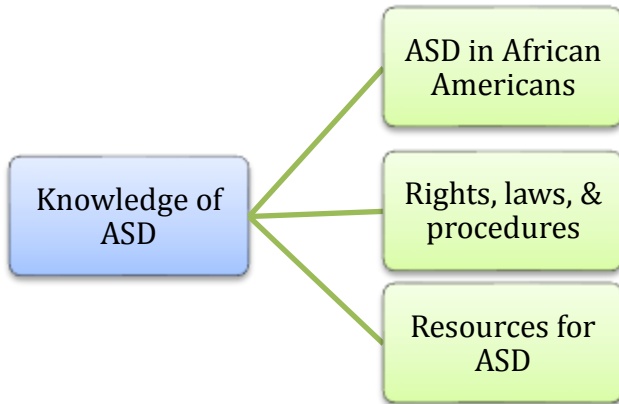 Knowledge of
ASD
ASD in African
Americans
Rights, laws, &
procedures
Resources for
ASD